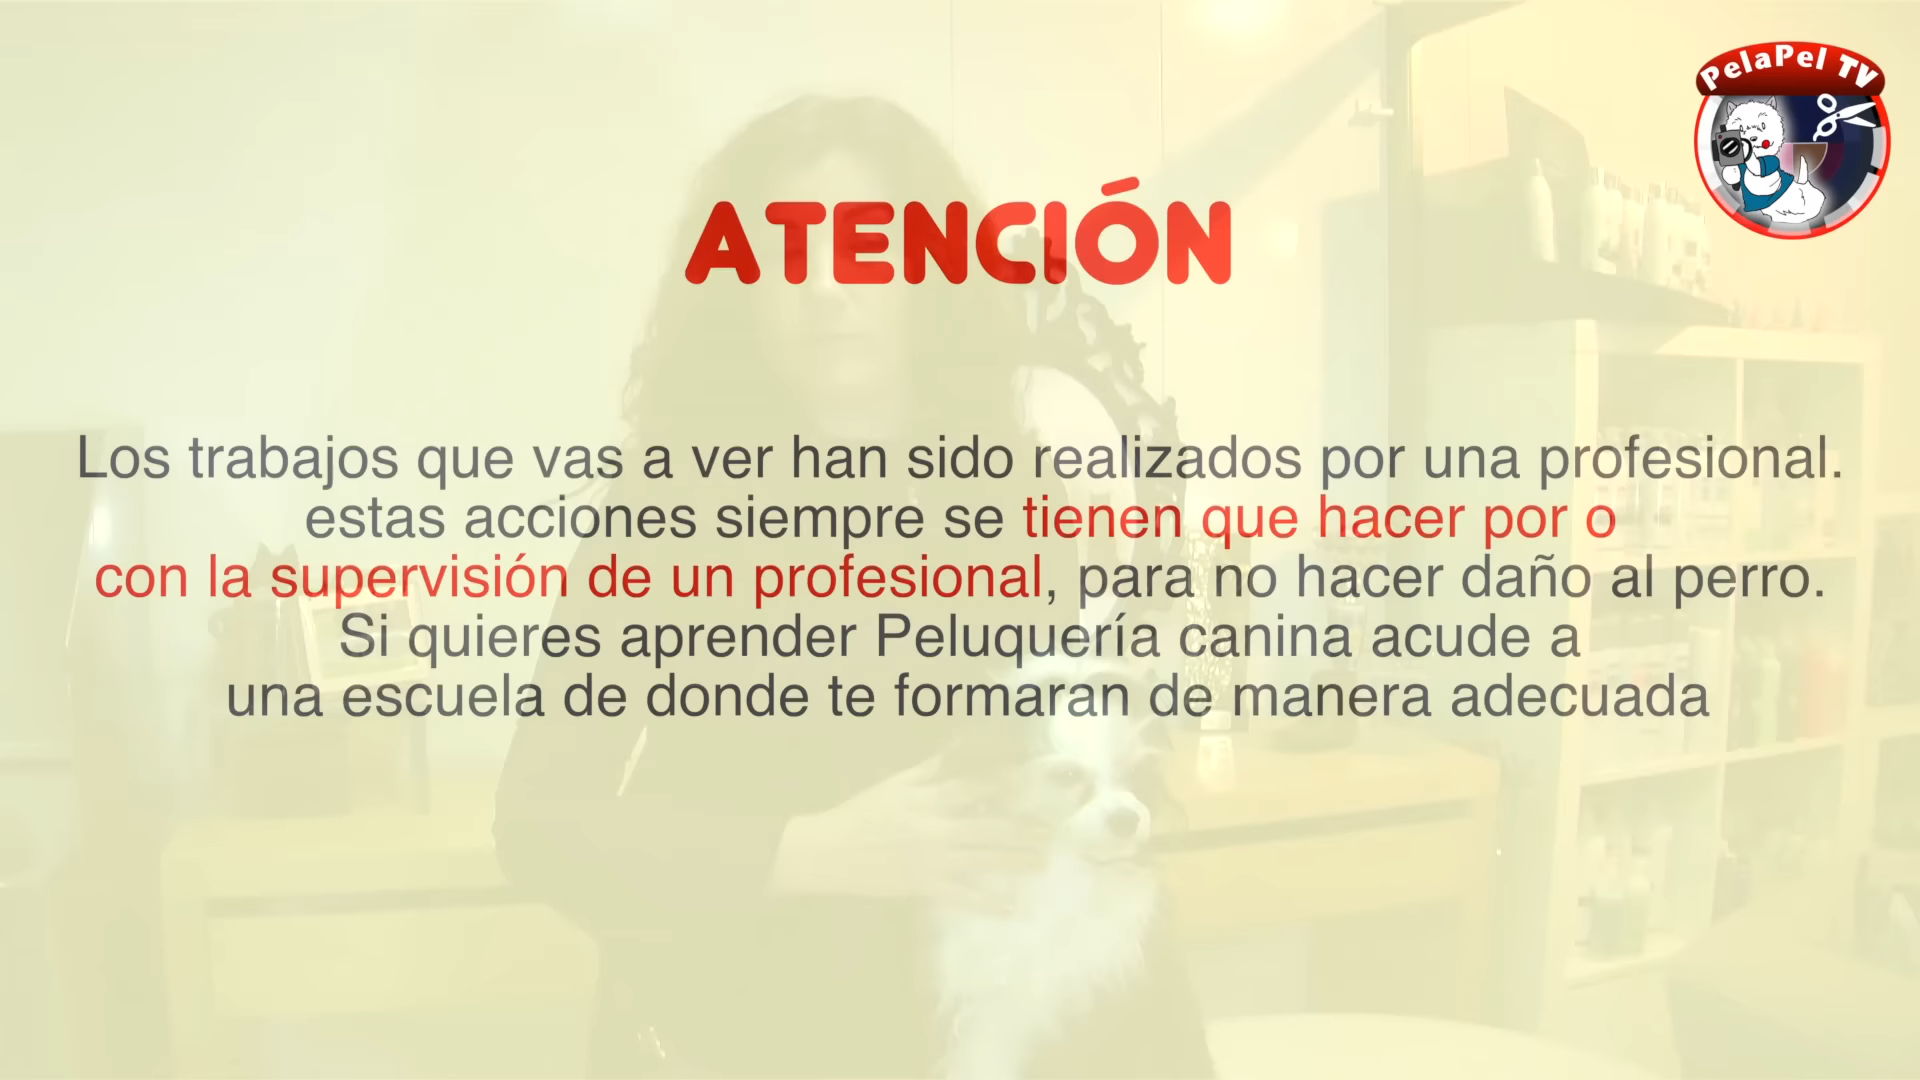 PelaPel TV
ATENCIÓN
Los trabajos que vas a ver han sido realizados por una profesional.
estas acciones siempre se tienen que hacer por o
con la supervisión de un profesional, para no hacer daño al perro.
Si quieres aprender Peluquería canina acude a
una escuela de donde te formaran de manera adecuada